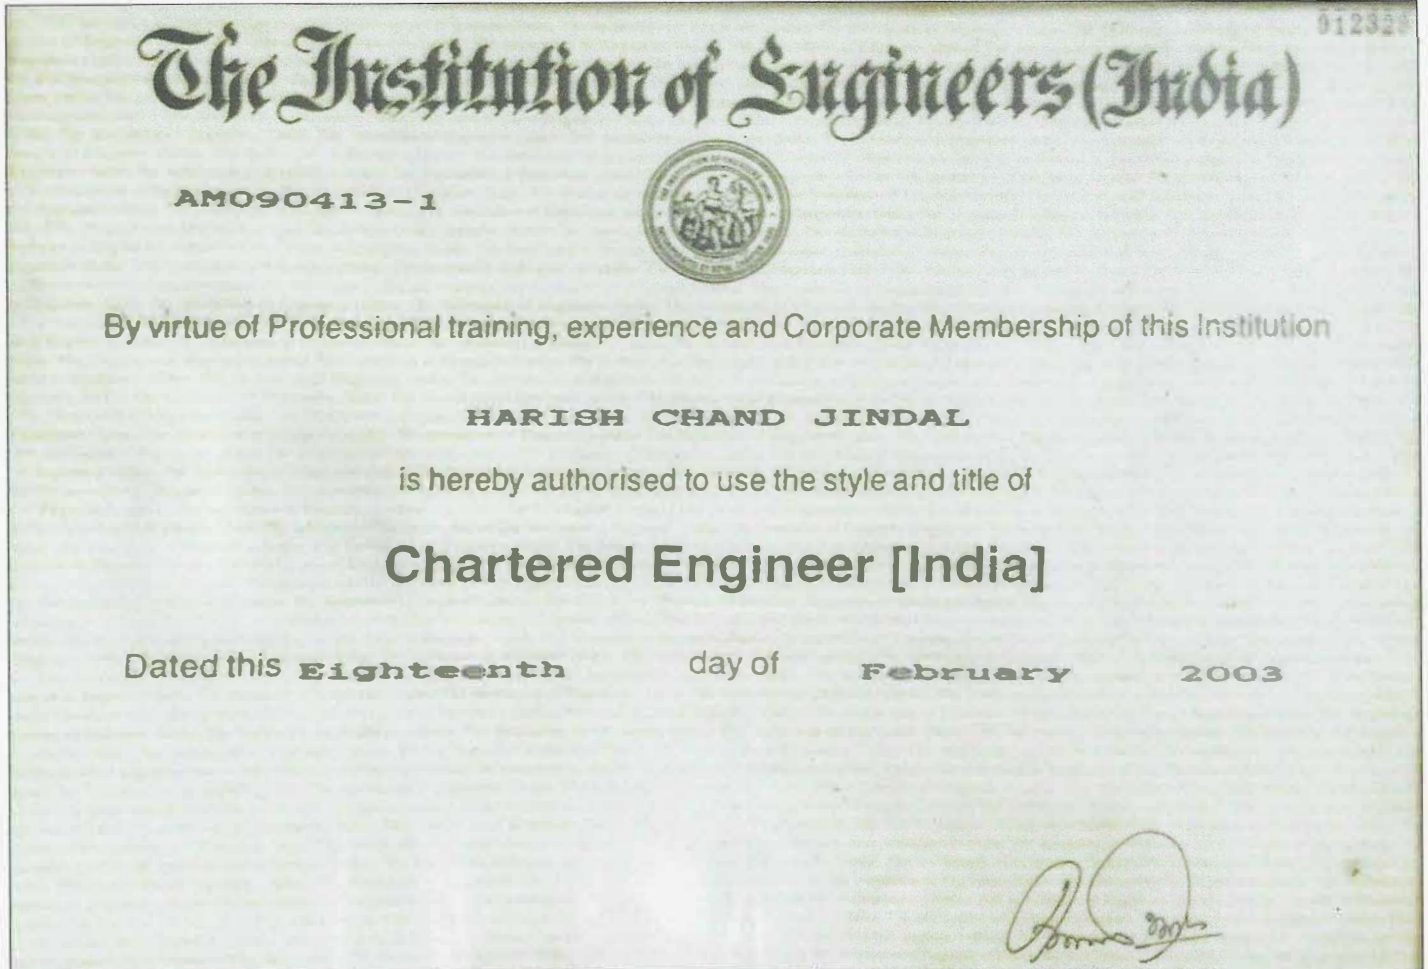 The Institution of Engineers (India)
AM090413-1
By virtue of Professional training, experience and Corporate Membership of this Institution
HARISH CHAND JINDAL
is hereby authorised to use the style and title of
Chartered Engineer [India]
Dated this Eighteenth day of February 2003